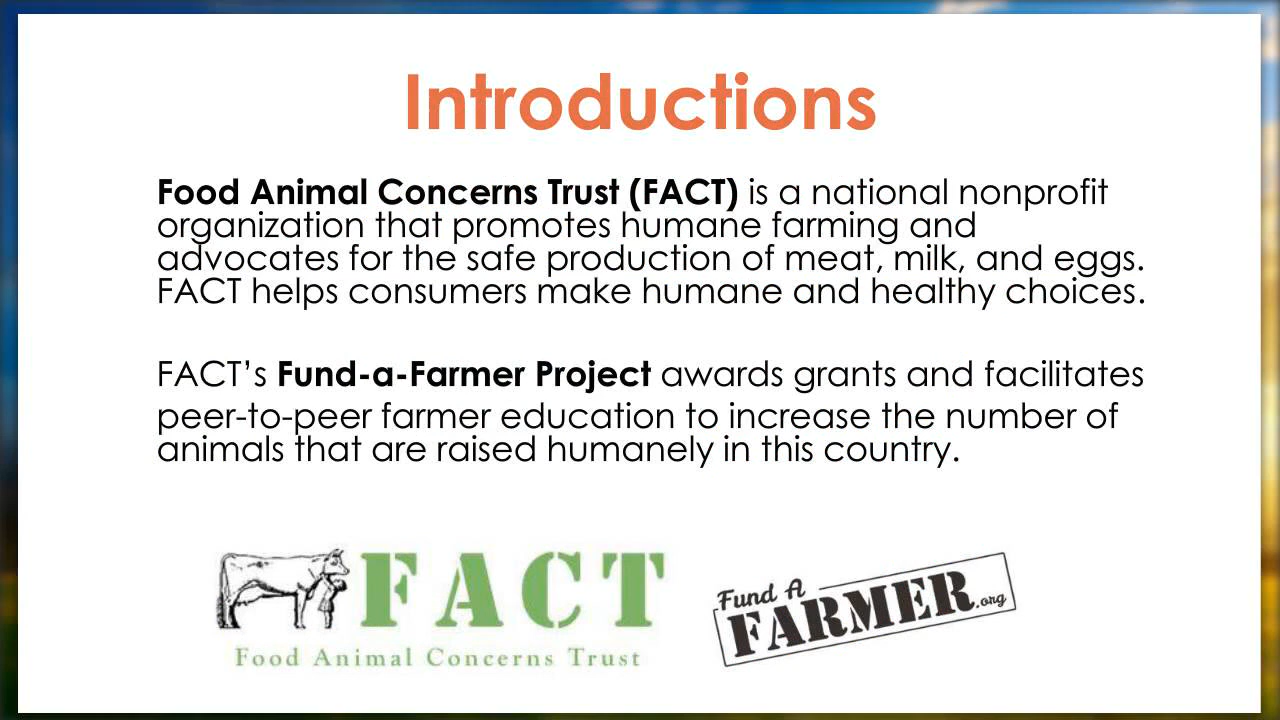 Introductions
Food Animal Concerns Trust (FACT) is a national nonprofit
organization that promotes humane farming and
advocates for the safe production of meat, milk, and eggs.
FACT helps consumers make humane and healthy choices.
FACT’s Fund-a-Farmer Project awards grants and facilitates
peer-to-peer farmer education to increase the number of
animals that are raised humanely in this country.
FACT
Food Animal Concerns Trust
Fund A
FARMER.org